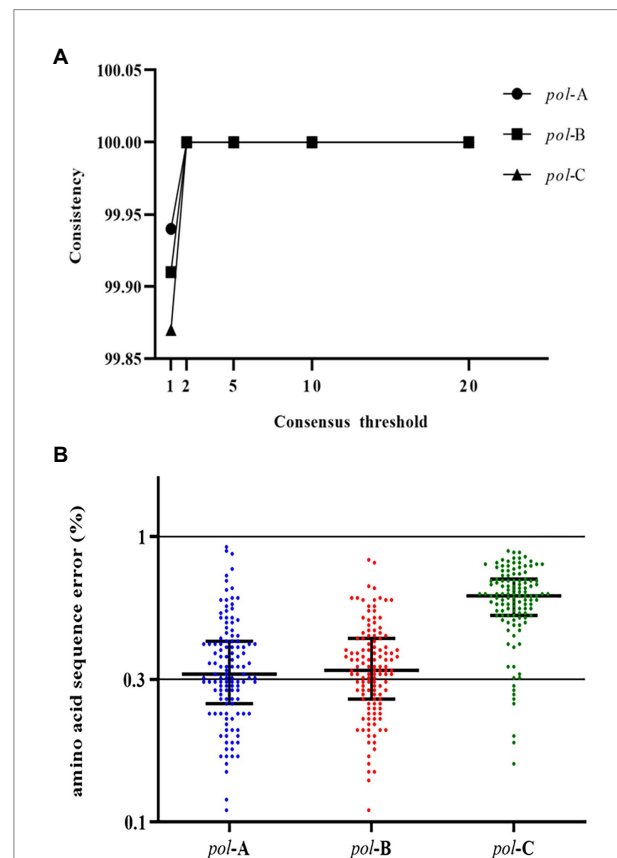 A
100.05
100.00
99.95
99.90
99.85
Consistency
1 2 5 10 20
Consensus threshold
pol-A
pol-B
pol-C
B
amino acid sequence error (%)
1
0.3
0.1
pol-A pol-B pol-C